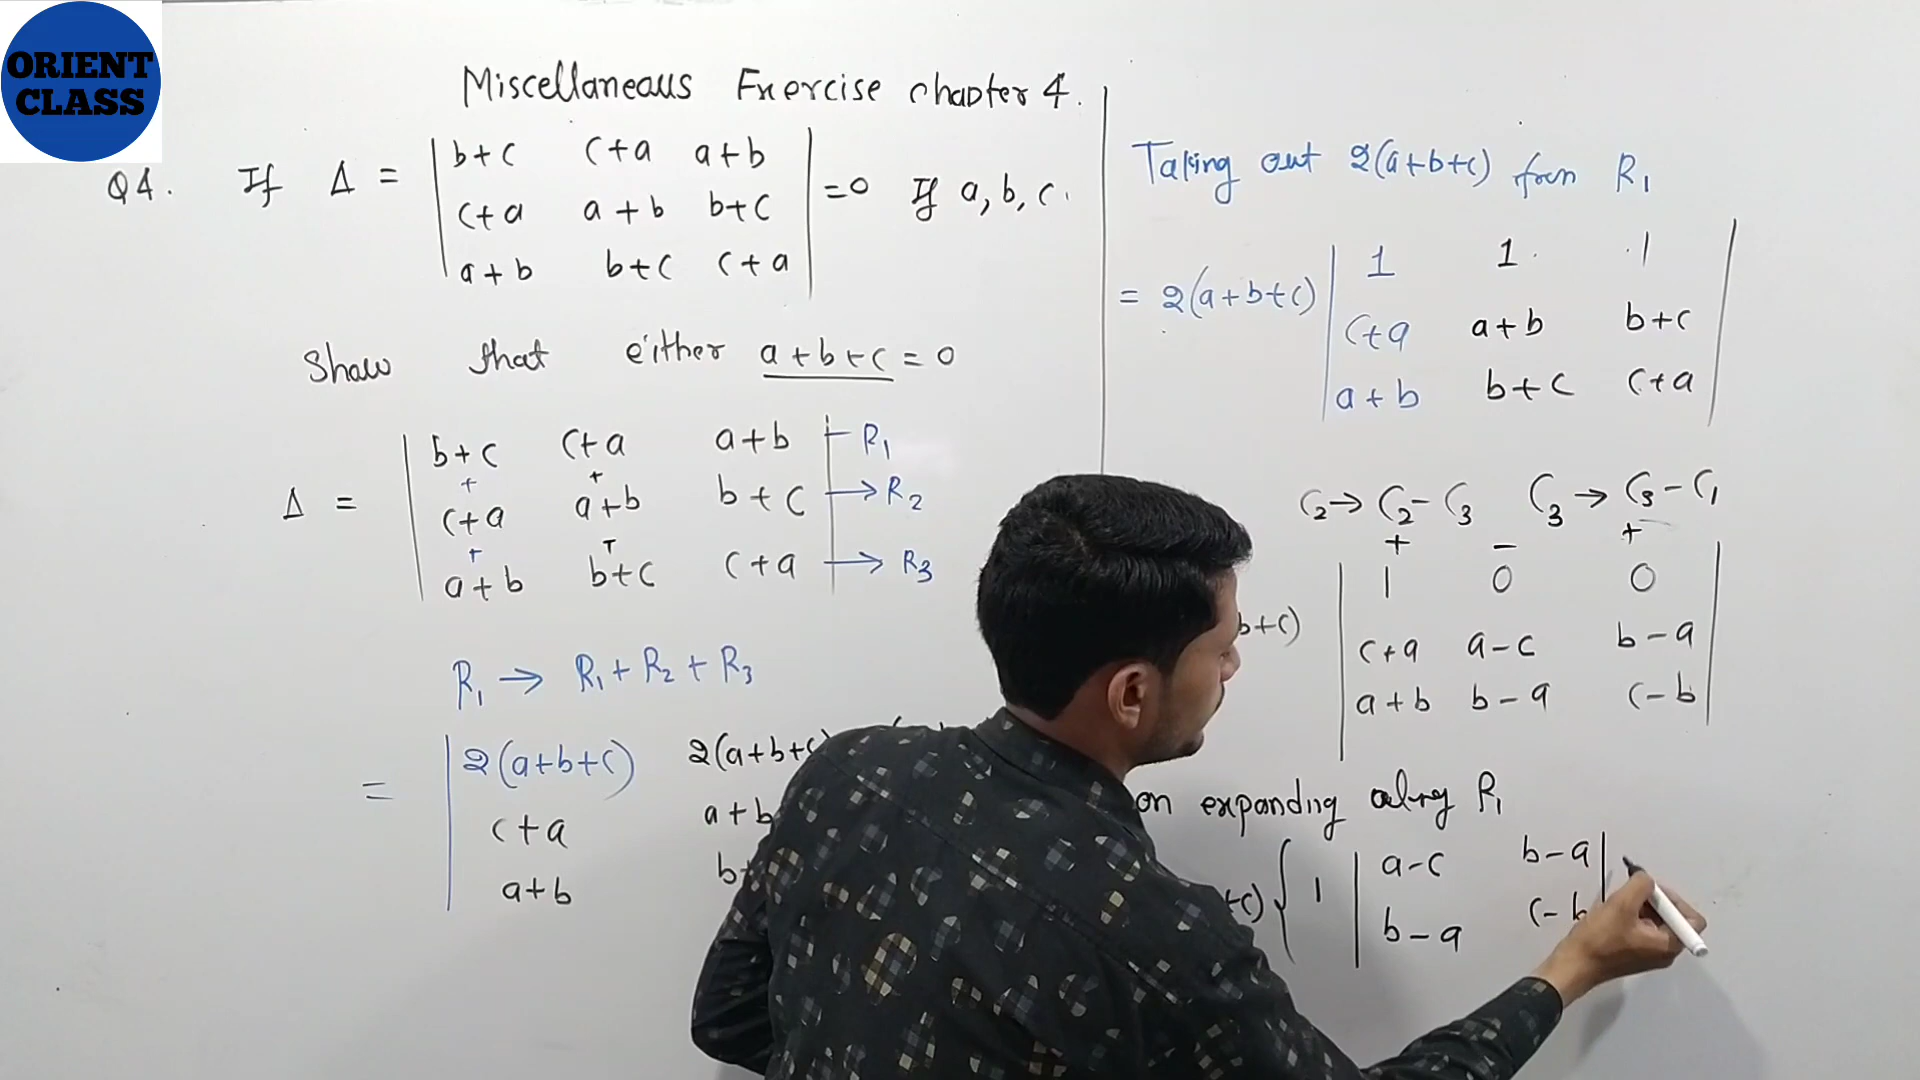 ORIENT
CLASS
Miscellaneous Exercise chapter 4.
Q4. If Δ = | b+c c+a a+b | = 0 If a, b, c.
c+a a+b b+c
a+b b+c c+a
Show that either a+b+c = 0
Δ = | b+c c+a a+b | — R1
+ +
c+a a+b b+c → R2
+ +
a+b b+c c+a → R3
R1 → R1 + R2 + R3
= | 2(a+b+c) 2(a+b+c)
c+a a+b
a+b b+
Taking out 2(a+b+c) from R1
= 2(a+b+c) | 1 1 1 |
c+a a+b b+c
a+b b+c c+a
C2 → C2 - C3 C3 → C3 - C1
+ - +
1 0 0
b+c) | c+a a-c b-a |
a+b b-a c-b
on expanding along R1
+c) { 1 | a-c b-a |
b-a c-b